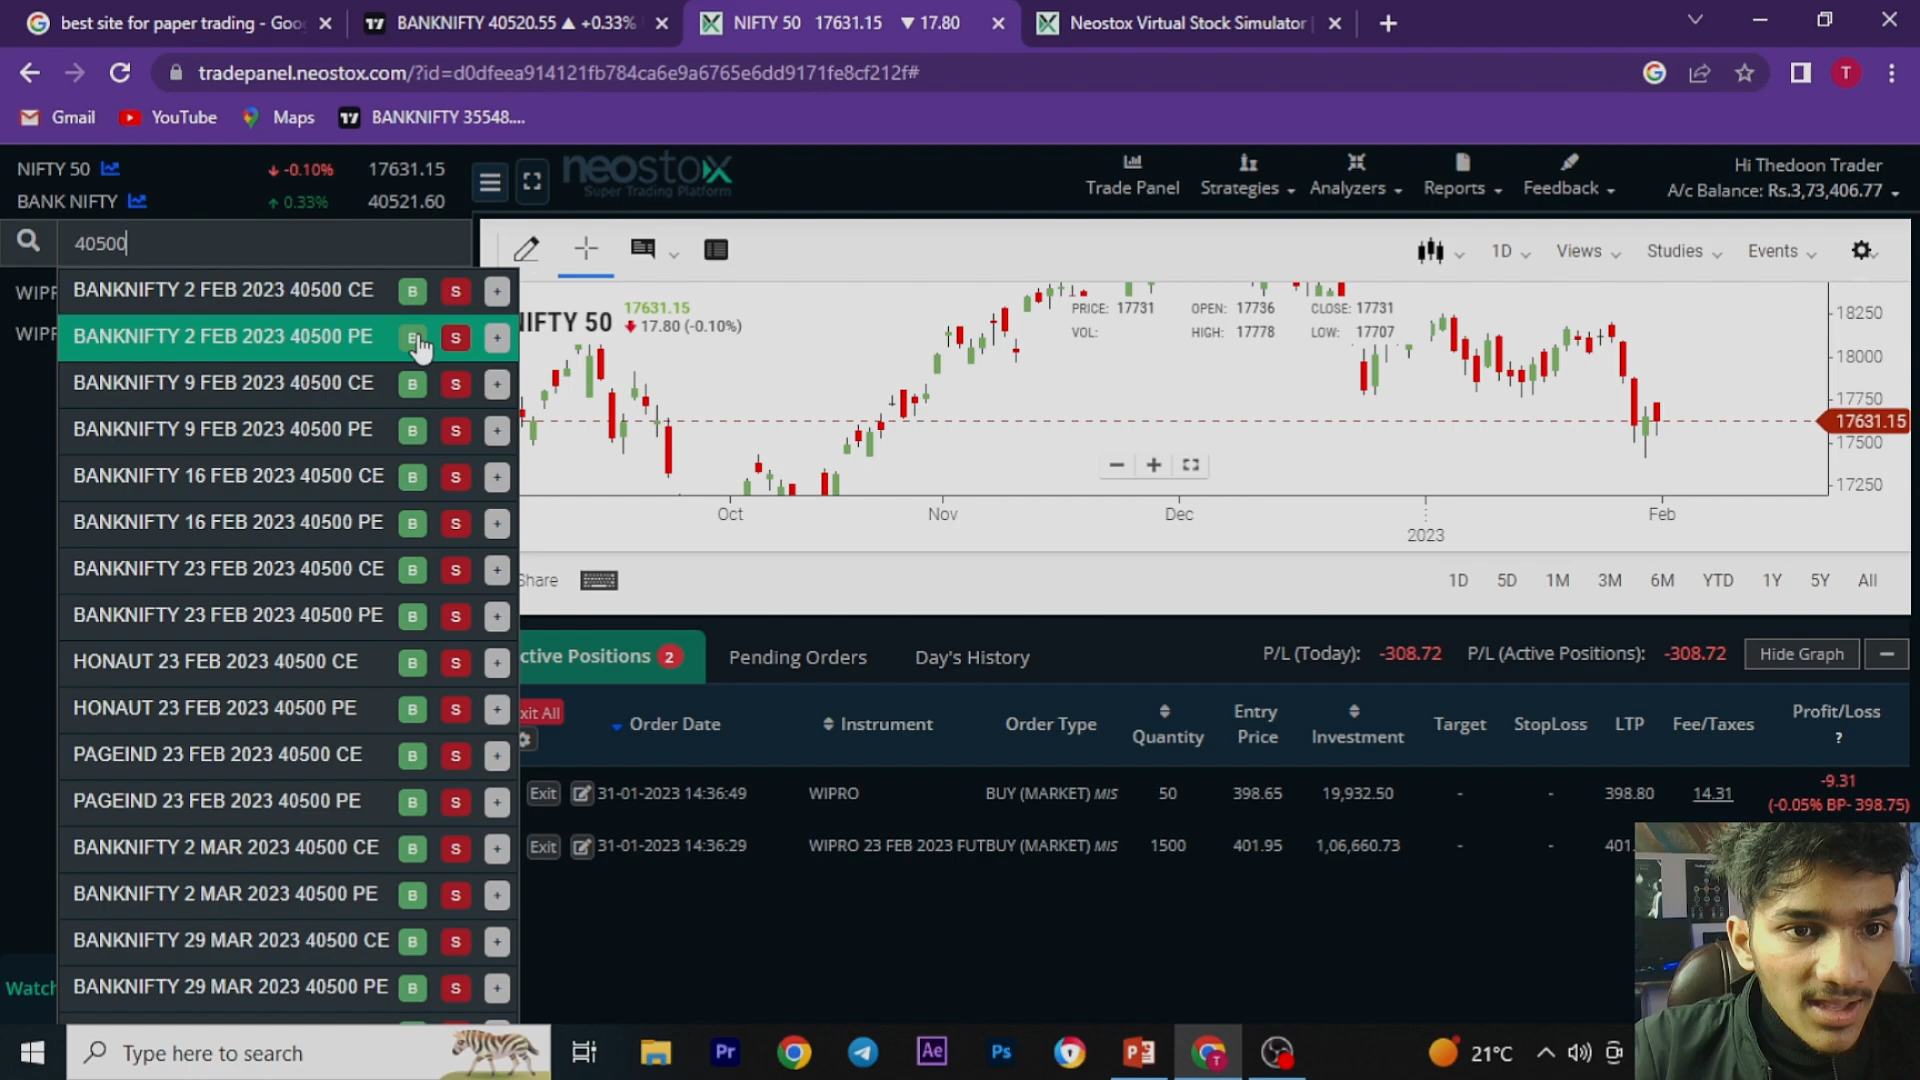 best site for paper trading - Goo
BANKNIFTY 40520.55 ▲ +0.33%
NIFTY 50 17631.15 ▼ 17.80
Neostox Virtual Stock Simulator
tradepanel.neostox.com/?id=d0dfeea914121fb784ca6e9a6765e6dd9171fe8cf212f#
T
Gmail
YouTube
Maps
BANKNIFTY 35548....
NIFTY 50 -0.10% 17631.15
BANK NIFTY 0.33% 40521.60
neostox
Super Trading Platform
Trade Panel
Strategies
Analyzers
Reports
Feedback
Hi Thedoon Trader
A/c Balance: Rs.3,73,406.77
40500
WIPR
WIPR
BANKNIFTY 2 FEB 2023 40500 CE B S +
BANKNIFTY 2 FEB 2023 40500 PE B S +
BANKNIFTY 9 FEB 2023 40500 CE B S +
BANKNIFTY 9 FEB 2023 40500 PE B S +
BANKNIFTY 16 FEB 2023 40500 CE B S +
BANKNIFTY 16 FEB 2023 40500 PE B S +
BANKNIFTY 23 FEB 2023 40500 CE B S +
BANKNIFTY 23 FEB 2023 40500 PE B S +
HONAUT 23 FEB 2023 40500 CE B S +
HONAUT 23 FEB 2023 40500 PE B S +
PAGEIND 23 FEB 2023 40500 CE B S +
PAGEIND 23 FEB 2023 40500 PE B S +
BANKNIFTY 2 MAR 2023 40500 CE B S +
BANKNIFTY 2 MAR 2023 40500 PE B S +
BANKNIFTY 29 MAR 2023 40500 CE B S +
BANKNIFTY 29 MAR 2023 40500 PE B S +
Watch
1D
Views
Studies
Events
IFTY 50
17631.15
17.80 (-0.10%)
PRICE: 17731 OPEN: 17736 CLOSE: 17731
VOL: HIGH: 17778 LOW: 17707
18250
18000
17750
17631.15
17500
17250
Oct Nov Dec 2023 Feb
Share
1D 5D 1M 3M 6M YTD 1Y 5Y All
ctive Positions 2
Pending Orders
Day's History
P/L (Today): -308.72 P/L (Active Positions): -308.72
Hide Graph
xit All
Order Date Instrument Order Type Quantity Entry Price Investment Target StopLoss LTP Fee/Taxes Profit/Loss ?
Exit 31-01-2023 14:36:49 WIPRO BUY (MARKET) MIS 50 398.65 19,932.50 - - 398.80 14.31 -9.31
(-0.05% BP- 398.75)
Exit 31-01-2023 14:36:29 WIPRO 23 FEB 2023 FUTBUY (MARKET) MIS 1500 401.95 1,06,660.73 - - 401.
Type here to search
Pr
Ae
Ps
21°C